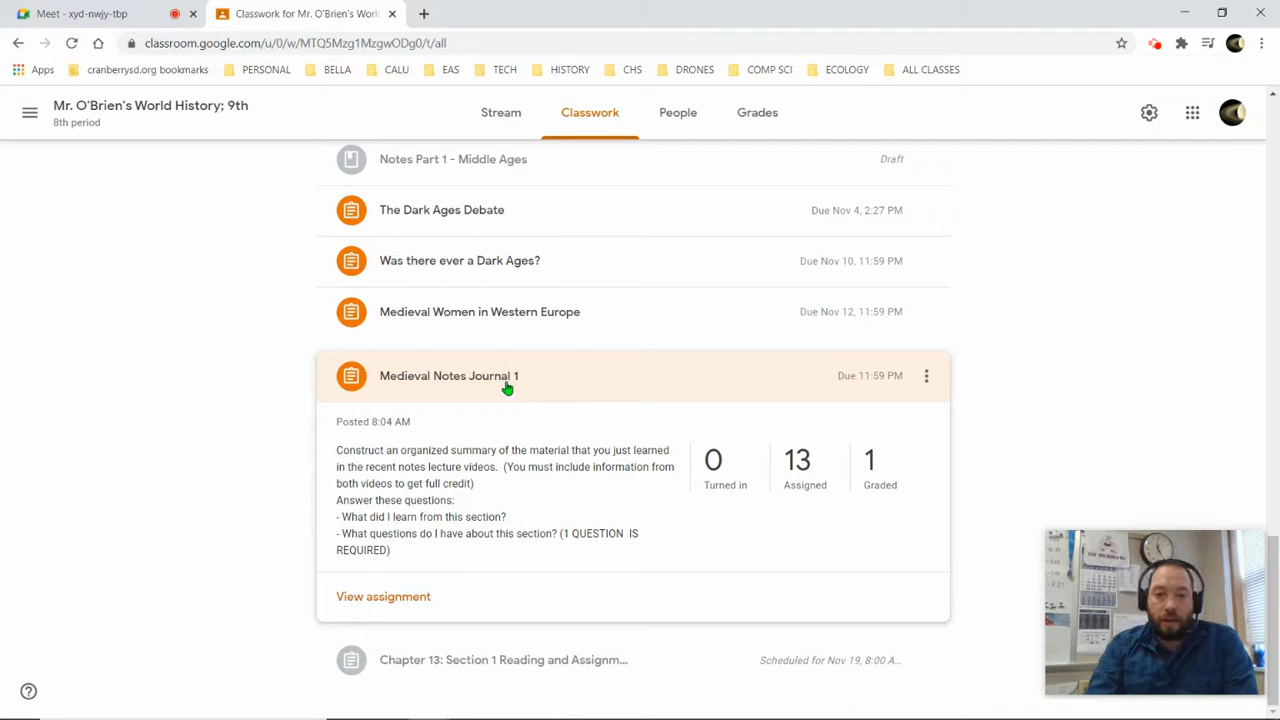 Meet - xyd-nwjy-tbp
Classwork for Mr. O'Brien's Worl
classroom.google.com/u/0/w/MTQ5Mzg1MzgwODg0/t/all
Apps
cranberrysd.org bookmarks
PERSONAL
BELLA
CALU
EAS
TECH
HISTORY
CHS
DRONES
COMP SCI
ECOLOGY
ALL CLASSES
Mr. O'Brien's World History; 9th
8th period
Stream
Classwork
People
Grades
Notes Part 1 - Middle Ages
Draft
The Dark Ages Debate
Due Nov 4, 2:27 PM
Was there ever a Dark Ages?
Due Nov 10, 11:59 PM
Medieval Women in Western Europe
Due Nov 12, 11:59 PM
Medieval Notes Journal 1
Due 11:59 PM
Posted 8:04 AM
Construct an organized summary of the material that you just learned
in the recent notes lecture videos. (You must include information from
both videos to get full credit)
Answer these questions:
- What did I learn from this section?
- What questions do I have about this section? (1 QUESTION IS
REQUIRED)
0
Turned in
13
Assigned
1
Graded
View assignment
Chapter 13: Section 1 Reading and Assignm...
Scheduled for Nov 19, 8:00 A...